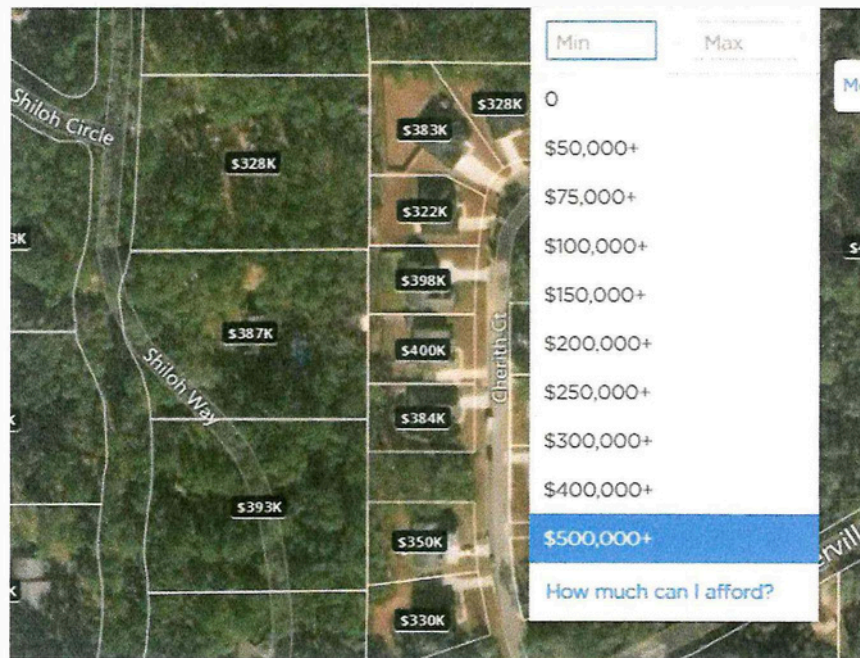 Min
Max
Shiloh Circle
$328K
$383K
$328K
0
$50,000+
$322K
$75,000+
3K
$398K
$100,000+
$150,000+
Shiloh Way
$387K
$400K
Cherith Ct
$200,000+
$384K
$250,000+
$300,000+
$393K
$400,000+
$350K
$500,000+
$330K
How much can I afford?